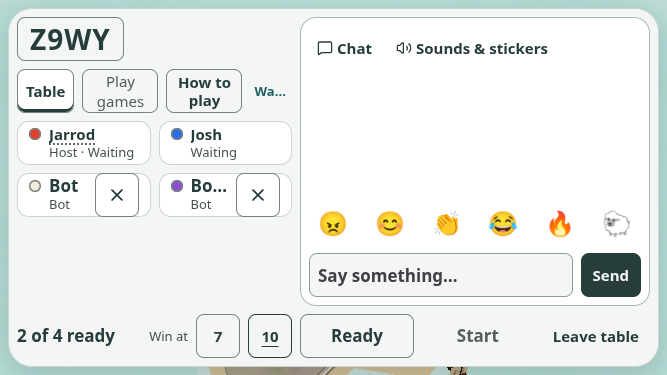 Z9WY
Table
Play games
How to play
Wa...
Jarrod
Host · Waiting
Josh
Waiting
Bot
Bot
Bo...
Bot
Chat
Sounds & stickers
Say something...
Send
2 of 4 ready
Win at
7
10
Ready
Start
Leave table